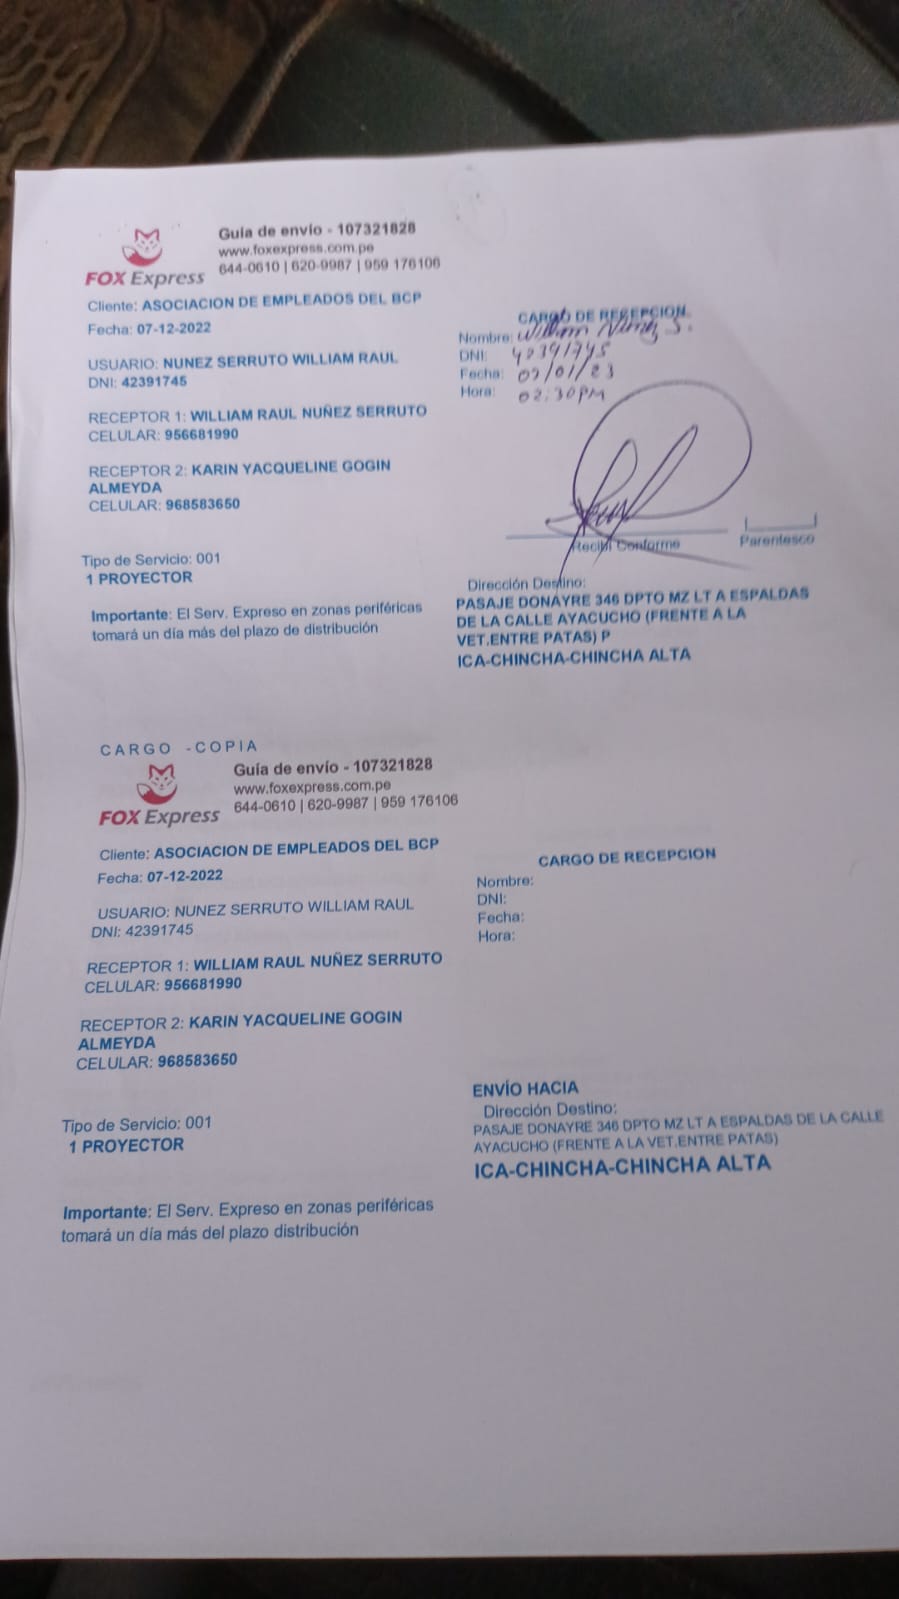 FOX Express
Guia de envío - 107321828
www.foxexpress.com.pe
644-0610 | 620-9987 | 959 176106
Cliente: ASOCIACION DE EMPLEADOS DEL BCP
Fecha: 07-12-2022
USUARIO: NUNEZ SERRUTO WILLIAM RAUL
DNI: 42391745
RECEPTOR 1: WILLIAM RAUL NUÑEZ SERRUTO
CELULAR: 956681990
RECEPTOR 2: KARIN YACQUELINE GOGIN
ALMEYDA
CELULAR: 968583650
Tipo de Servicio: 001
1 PROYECTOR
Importante: El Serv. Expreso en zonas periféricas
tomará un día más del plazo de distribución
CARGO DE RECEPCION
Nombre: William Nuñez S.
DNI: 42391745
Fecha: 07/01/23
Hora: 02:30PM
Recibí Conforme
Parentesco
Dirección Destino:
PASAJE DONAYRE 346 DPTO MZ LT A ESPALDAS
DE LA CALLE AYACUCHO (FRENTE A LA
VET.ENTRE PATAS) P
ICA-CHINCHA-CHINCHA ALTA
CARGO -COPIA
FOX Express
Guía de envío - 107321828
www.foxexpress.com.pe
644-0610 | 620-9987 | 959 176106
Cliente: ASOCIACION DE EMPLEADOS DEL BCP
Fecha: 07-12-2022
USUARIO: NUNEZ SERRUTO WILLIAM RAUL
DNI: 42391745
RECEPTOR 1: WILLIAM RAUL NUÑEZ SERRUTO
CELULAR: 956681990
RECEPTOR 2: KARIN YACQUELINE GOGIN
ALMEYDA
CELULAR: 968583650
Tipo de Servicio: 001
1 PROYECTOR
Importante: El Serv. Expreso en zonas periféricas
tomará un día más del plazo distribución
CARGO DE RECEPCION
Nombre:
DNI:
Fecha:
Hora:
ENVÍO HACIA
Dirección Destino:
PASAJE DONAYRE 346 DPTO MZ LT A ESPALDAS DE LA CALLE
AYACUCHO (FRENTE A LA VET.ENTRE PATAS)
ICA-CHINCHA-CHINCHA ALTA